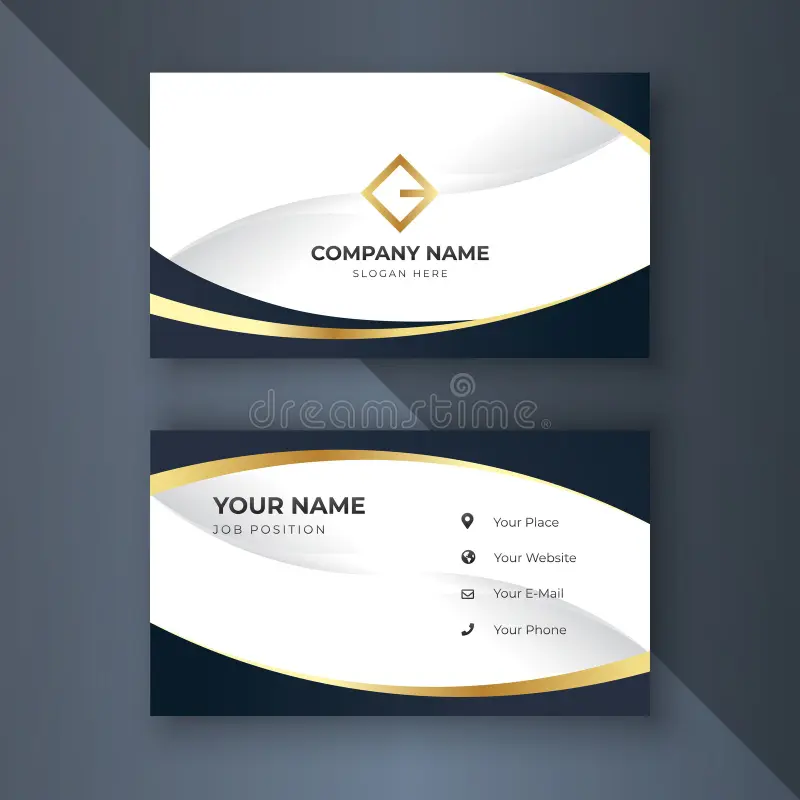 COMPANY NAME
SLOGAN HERE
dreamstime.
YOUR NAME
JOB POSITION
Your Place
Your Website
Your E-Mail
Your Phone